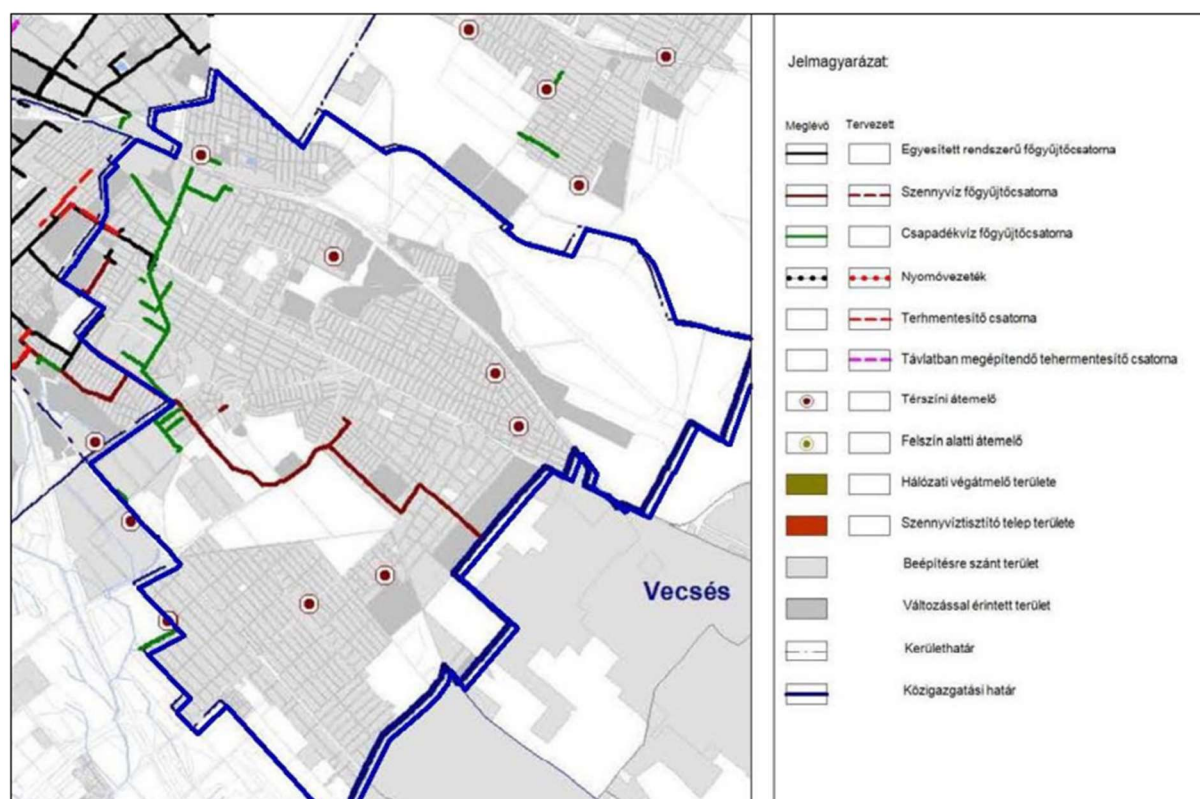 Jelmagyarázat:
Meglévő Tervezett
Egyesített rendszerű főgyűjtőcsatorna
Szennyvíz főgyűjtőcsatorna
Csapadékvíz főgyűjtőcsatorna
Nyomóvezeték
Terhmentesítő csatorna
Távlatban megépítendő tehermentesítő csatorna
Térszíni átemelő
Felszín alatti átemelő
Hálózati végátmelő területe
Szennyvíztisztító telep területe
Beépítésre szánt terület
Változással érintett terület
Kerülethatár
Közigazgatási határ
Vecsés